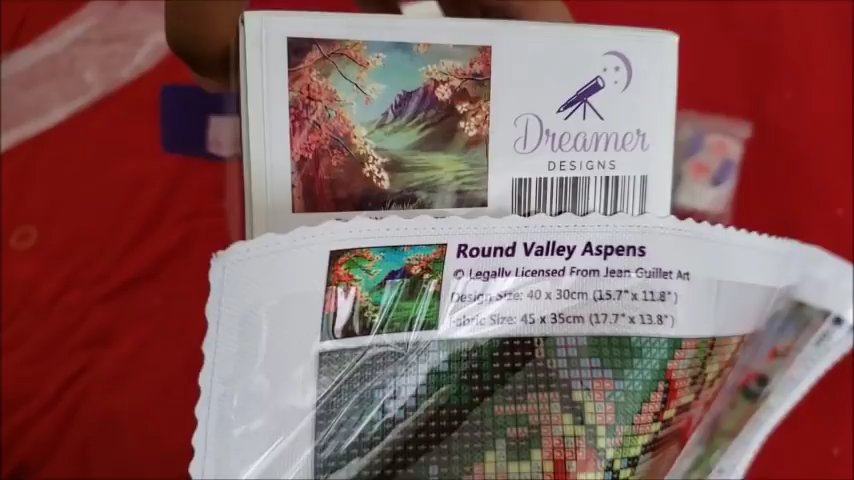 Dreamer
DESIGNS
Round Valley Aspens
© Legally Licensed From Jean Guillet Art
Design Size: 40 x 30cm (15.7" x 11.8")
Fabric Size: 45 x 35cm (17.7" x 13.8")